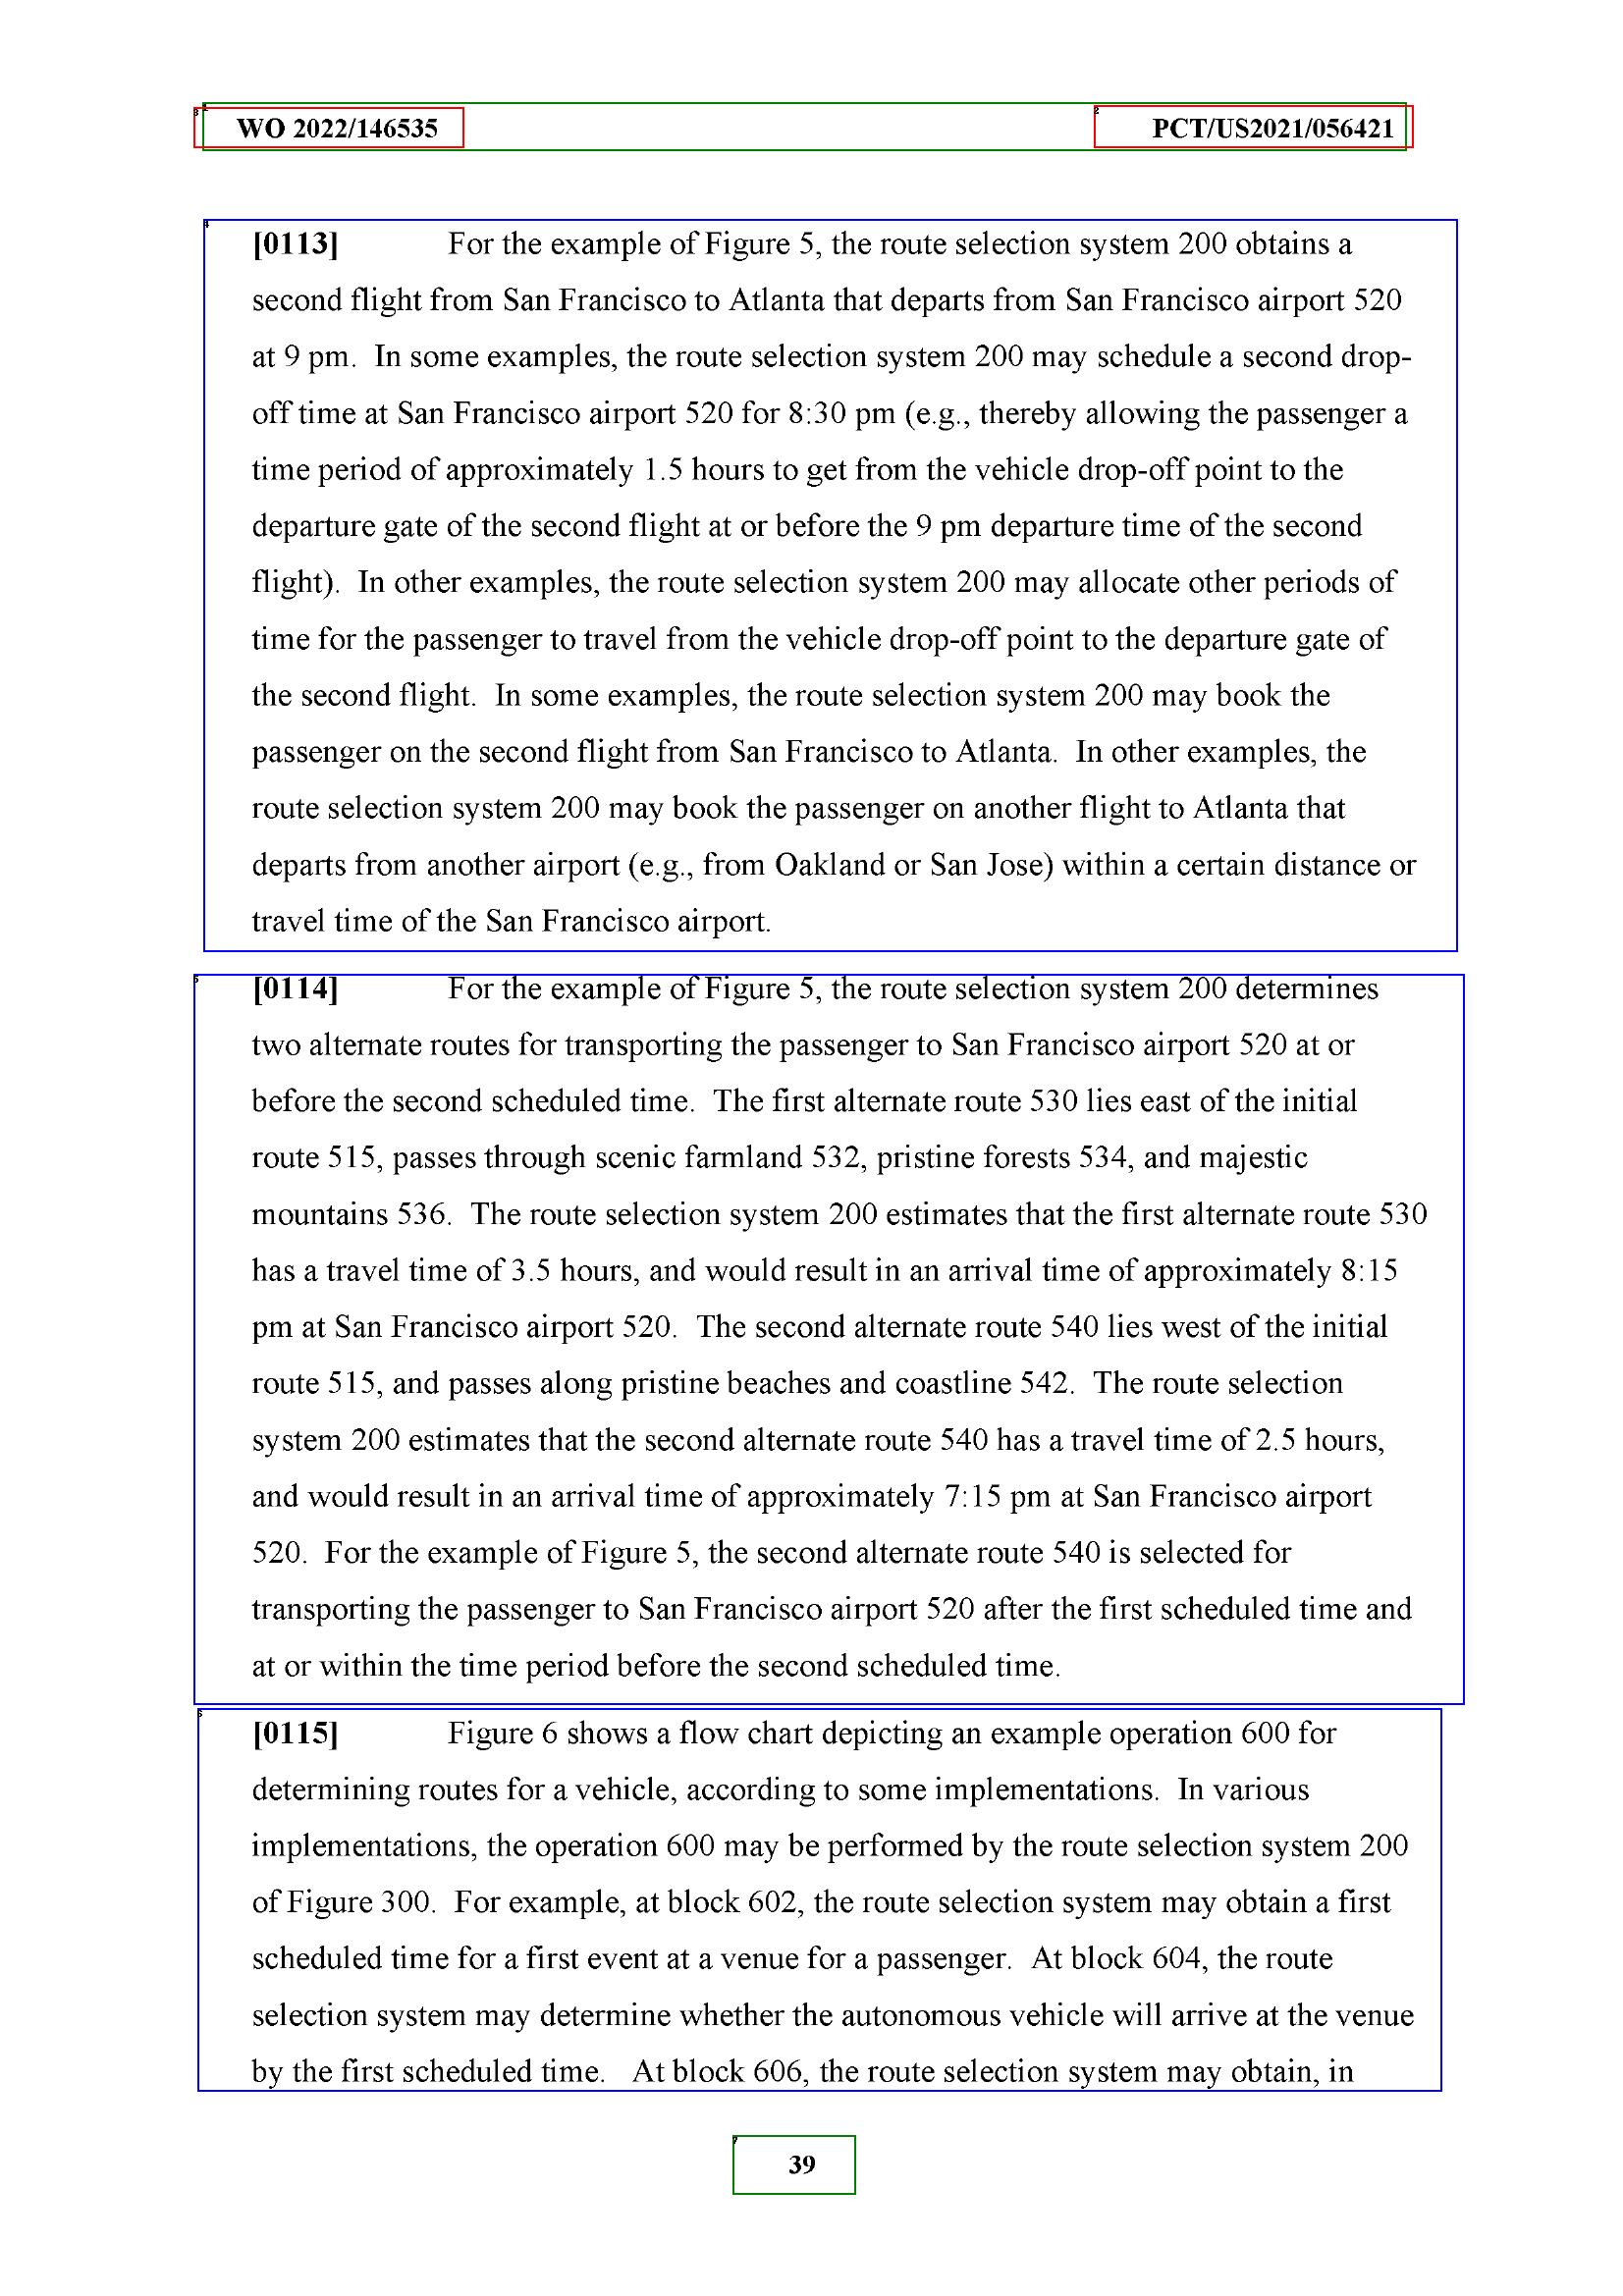 WO 2022/146535 PCT/US2021/056421
[0113] For the example of Figure 5, the route selection system 200 obtains a
second flight from San Francisco to Atlanta that departs from San Francisco airport 520
at 9 pm. In some examples, the route selection system 200 may schedule a second drop-
off time at San Francisco airport 520 for 8:30 pm (e.g., thereby allowing the passenger a
time period of approximately 1.5 hours to get from the vehicle drop-off point to the
departure gate of the second flight at or before the 9 pm departure time of the second
flight). In other examples, the route selection system 200 may allocate other periods of
time for the passenger to travel from the vehicle drop-off point to the departure gate of
the second flight. In some examples, the route selection system 200 may book the
passenger on the second flight from San Francisco to Atlanta. In other examples, the
route selection system 200 may book the passenger on another flight to Atlanta that
departs from another airport (e.g., from Oakland or San Jose) within a certain distance or
travel time of the San Francisco airport.
[0114] For the example of Figure 5, the route selection system 200 determines
two alternate routes for transporting the passenger to San Francisco airport 520 at or
before the second scheduled time. The first alternate route 530 lies east of the initial
route 515, passes through scenic farmland 532, pristine forests 534, and majestic
mountains 536. The route selection system 200 estimates that the first alternate route 530
has a travel time of 3.5 hours, and would result in an arrival time of approximately 8:15
pm at San Francisco airport 520. The second alternate route 540 lies west of the initial
route 515, and passes along pristine beaches and coastline 542. The route selection
system 200 estimates that the second alternate route 540 has a travel time of 2.5 hours,
and would result in an arrival time of approximately 7:15 pm at San Francisco airport
520. For the example of Figure 5, the second alternate route 540 is selected for
transporting the passenger to San Francisco airport 520 after the first scheduled time and
at or within the time period before the second scheduled time.
[0115] Figure 6 shows a flow chart depicting an example operation 600 for
determining routes for a vehicle, according to some implementations. In various
implementations, the operation 600 may be performed by the route selection system 200
of Figure 300. For example, at block 602, the route selection system may obtain a first
scheduled time for a first event at a venue for a passenger. At block 604, the route
selection system may determine whether the autonomous vehicle will arrive at the venue
by the first scheduled time. At block 606, the route selection system may obtain, in
39